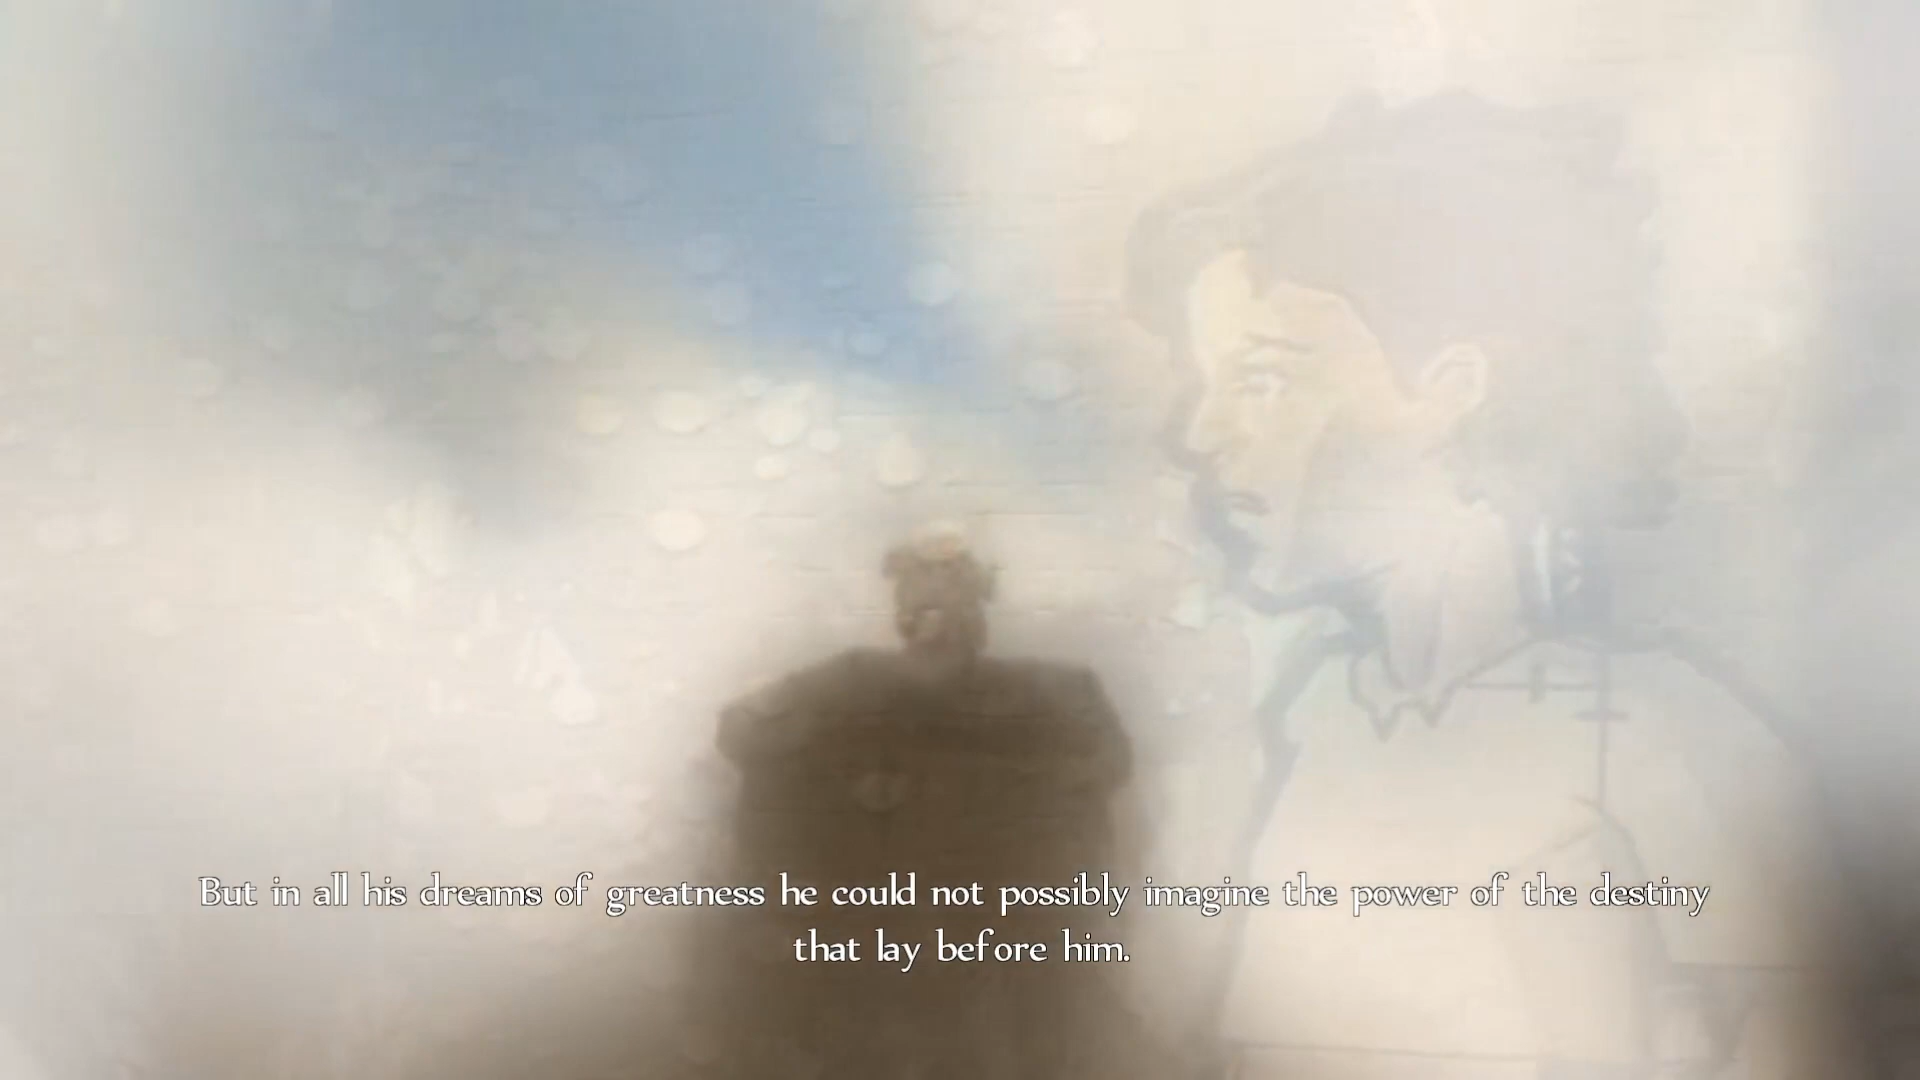 But in all his dreams of greatness he could not possibly imagine the power of the destiny
that lay before him.